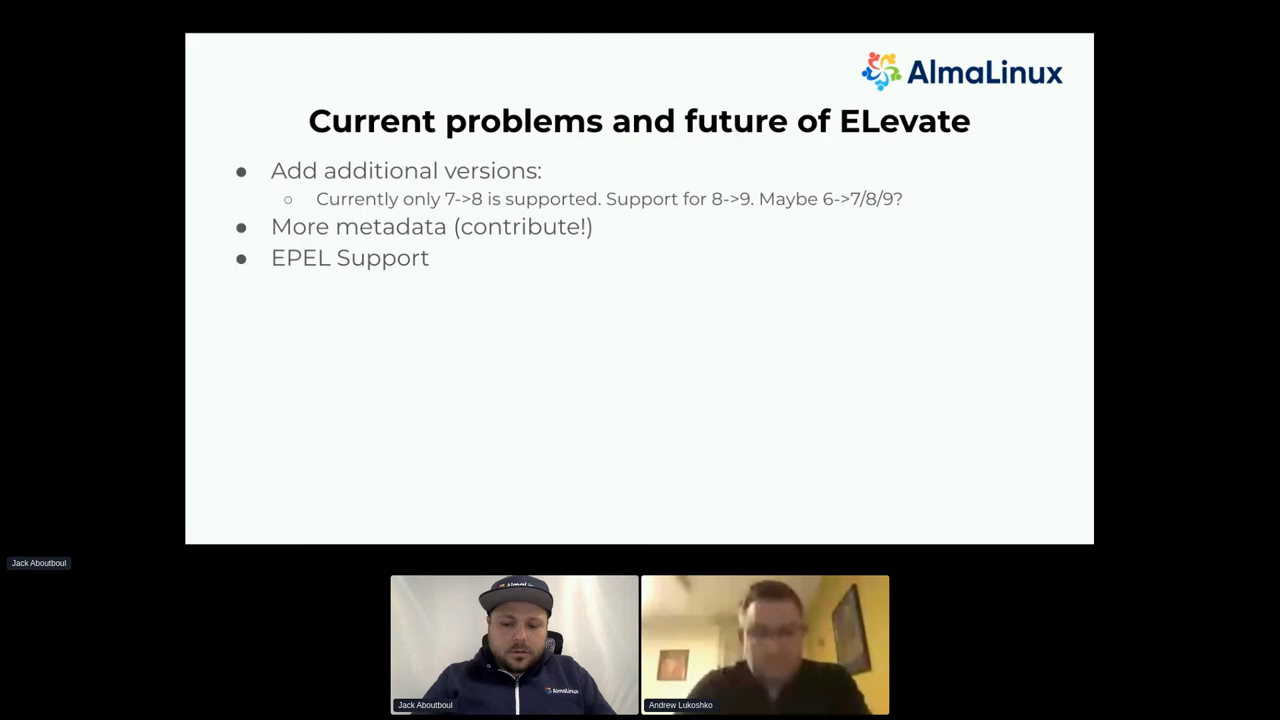 AlmaLinux
Current problems and future of ELevate
● Add additional versions:
○ Currently only 7->8 is supported. Support for 8->9. Maybe 6->7/8/9?
● More metadata (contribute!)
● EPEL Support
Jack Aboutboul
AlmaLinux
Jack Aboutboul
Andrew Lukoshko